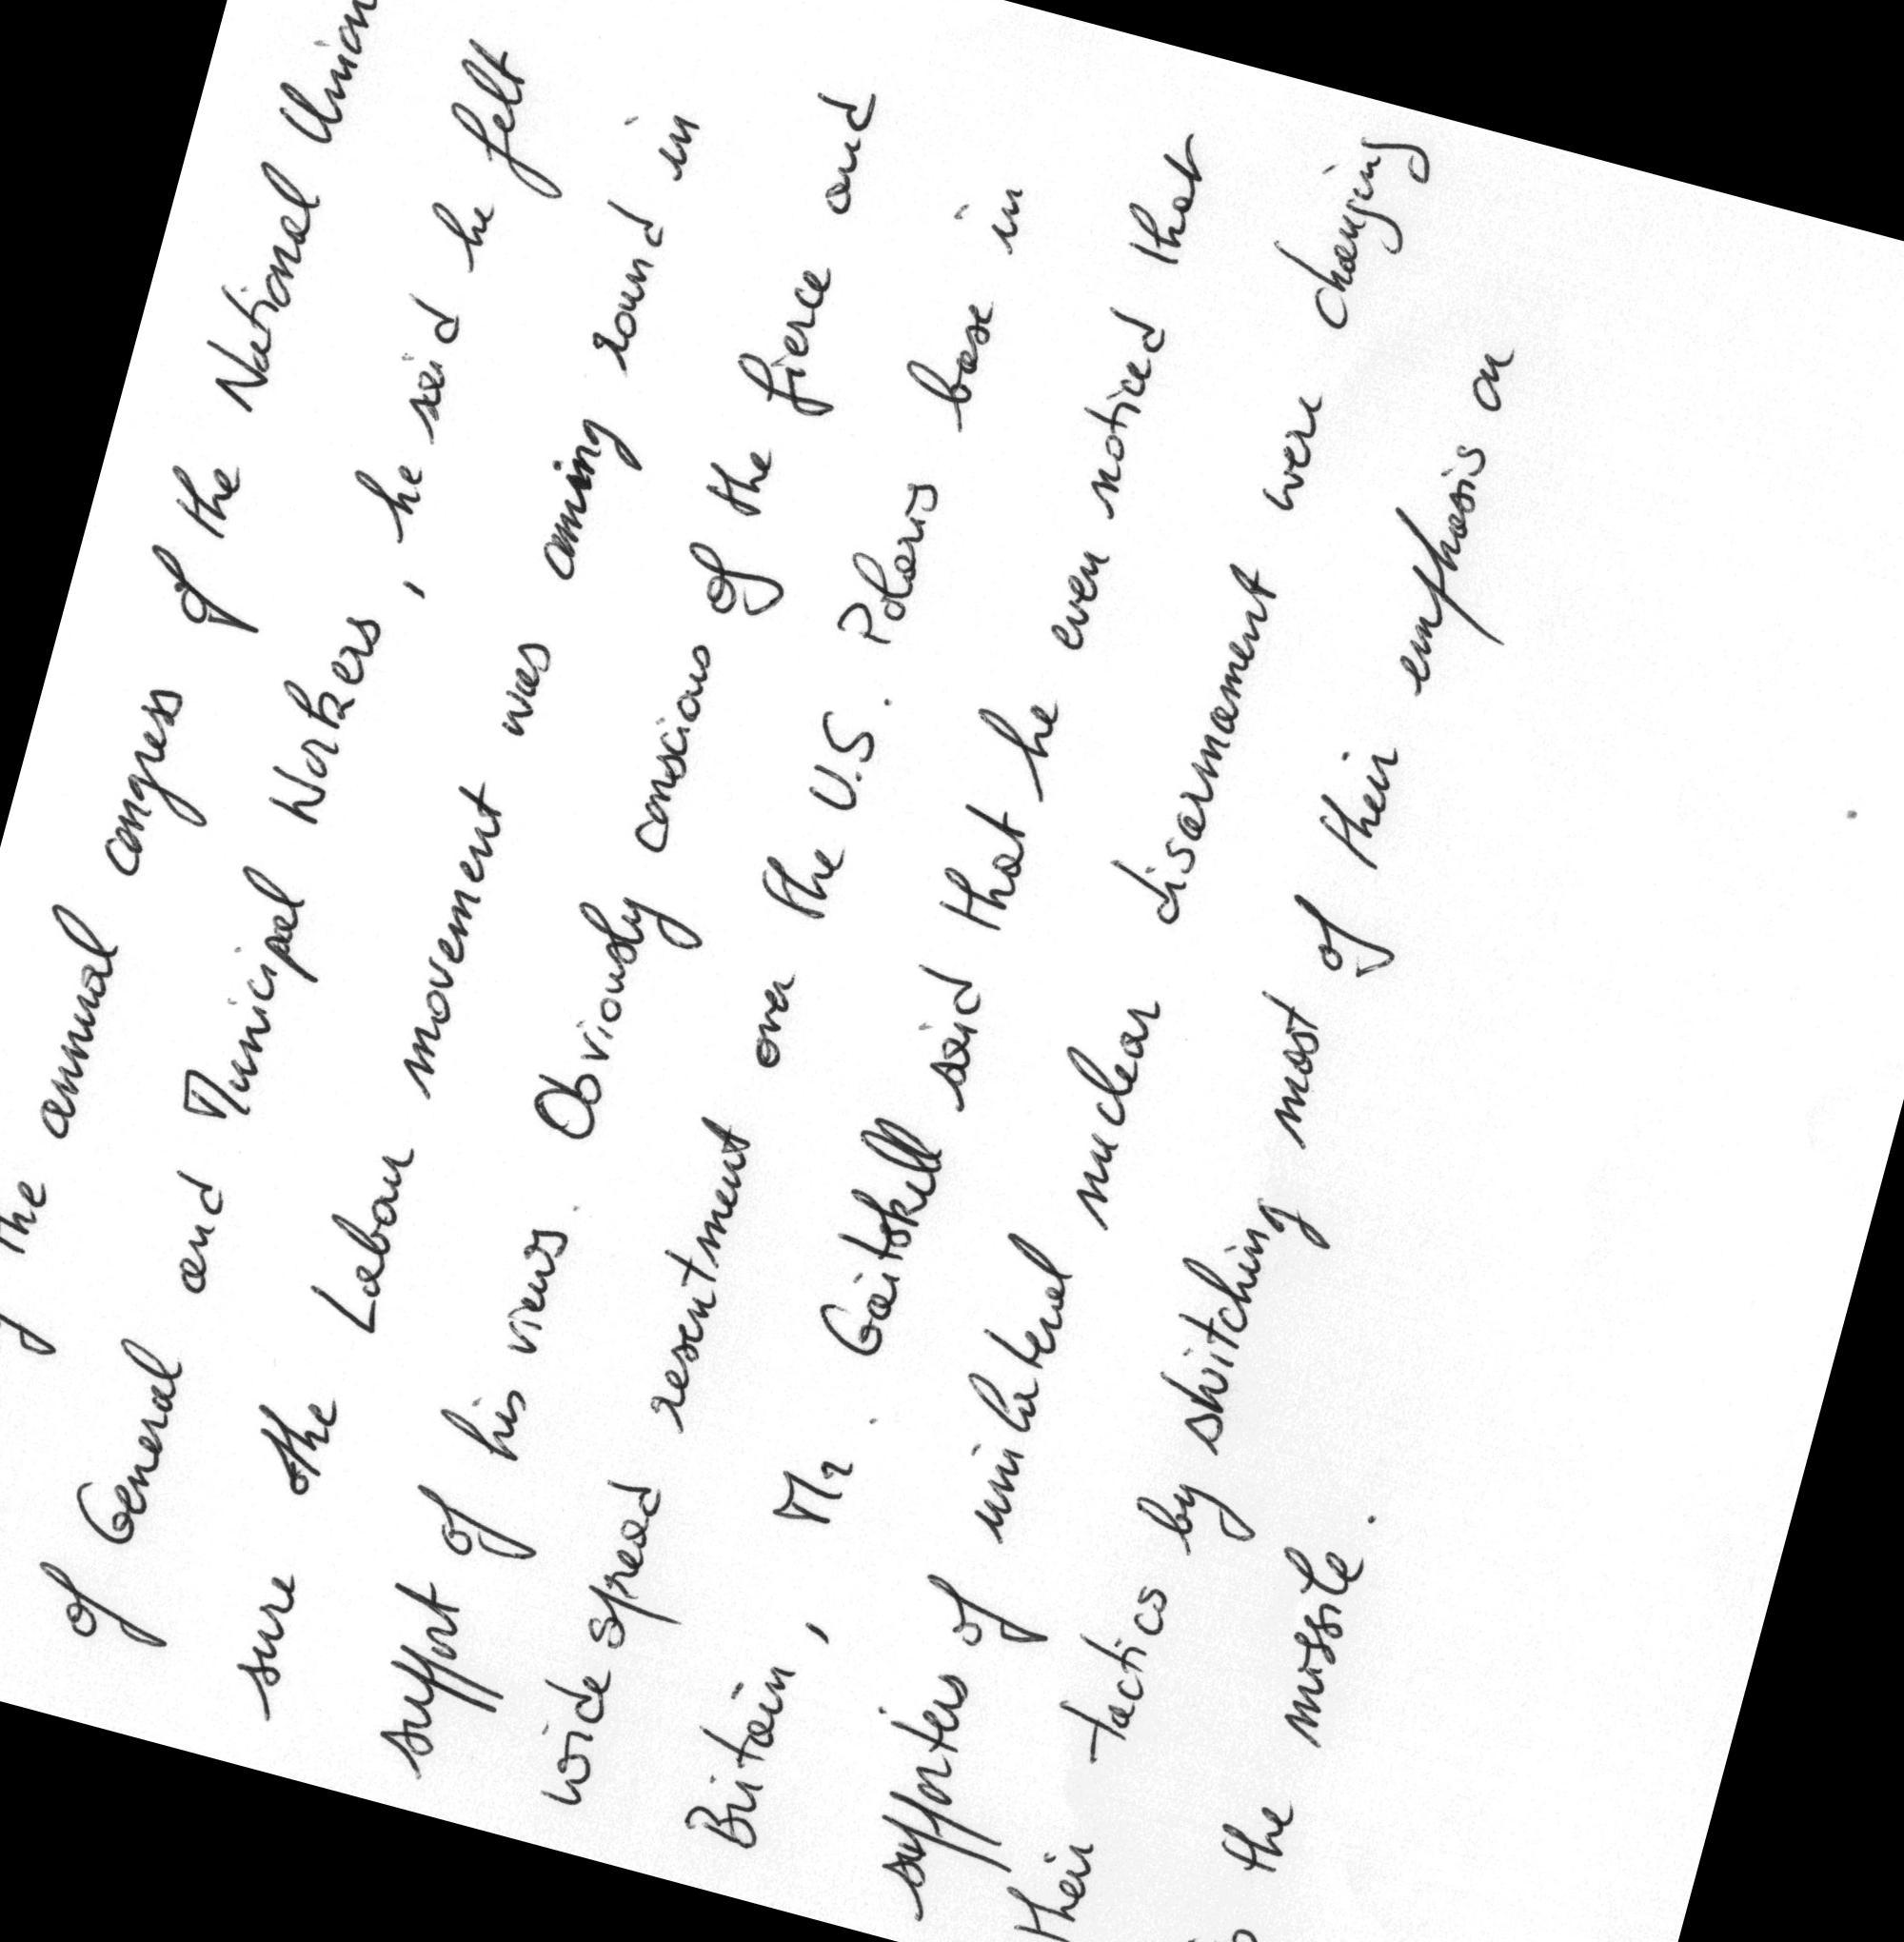 the annual congress of the National Union
of General and Municipal Workers, he said he felt
sure the Labour movement was coming round in
support of his views. Obviously conscious of the fierce and
wide spread resentment over the U.S. Polaris base in
Britain, Mr. Gaitskell said that he even noticed that
supporters of unilateral nuclear disarmament were changing
their tactics by switching most of their emphasis on
the missile.